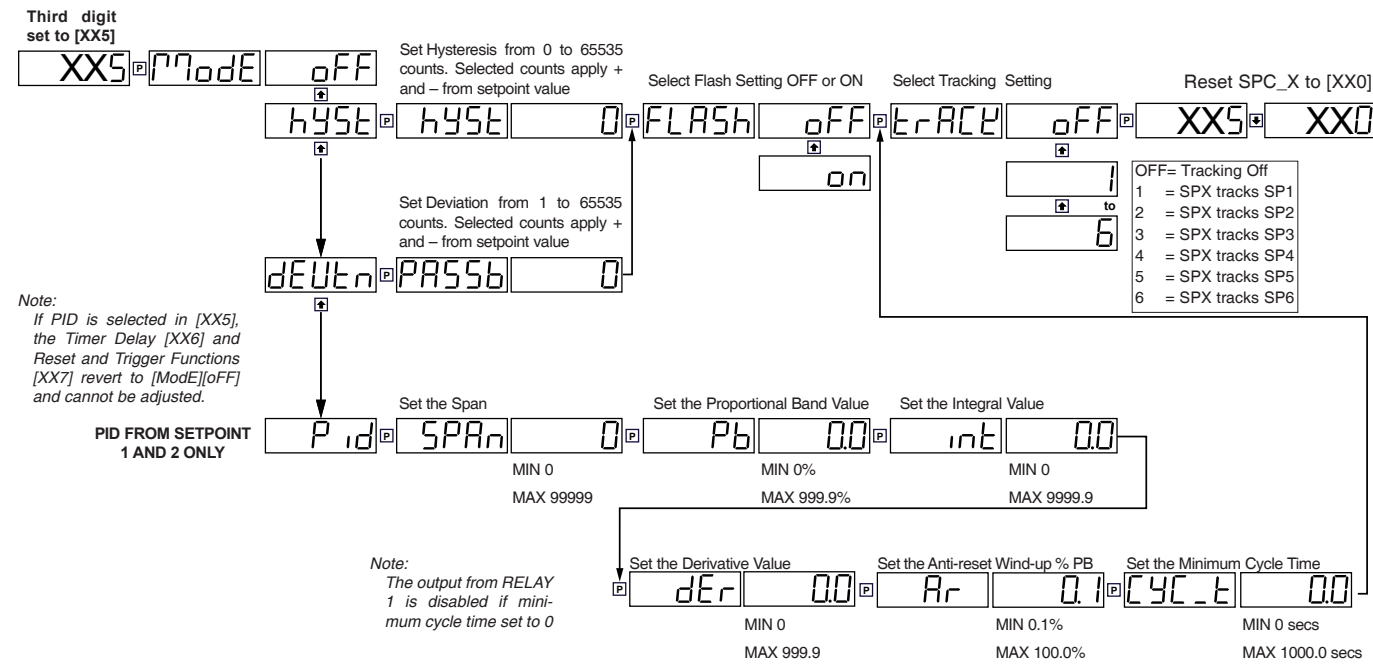 Third digit
set to [XX5]
XX5 P ModE oFF
Set Hysteresis from 0 to 65535
counts. Selected counts apply +
and – from setpoint value
Select Flash Setting OFF or ON
Select Tracking Setting
Reset SPC_X to [XX0]
hySt P hySt 0 P FLASh oFF P trACK oFF P XX5 XX0
on
1
to
6
OFF= Tracking Off
1 = SPX tracks SP1
2 = SPX tracks SP2
3 = SPX tracks SP3
4 = SPX tracks SP4
5 = SPX tracks SP5
6 = SPX tracks SP6
Set Deviation from 1 to 65535
counts. Selected counts apply +
and – from setpoint value
dEUtn P PASSb 0
Note:
If PID is selected in [XX5],
the Timer Delay [XX6] and
Reset and Trigger Functions
[XX7] revert to [ModE][oFF]
and cannot be adjusted.
PID FROM SETPOINT
1 AND 2 ONLY
Set the Span
Set the Proportional Band Value
Set the Integral Value
Pid P SPAn 0 P Pb 0.0 P int 0.0
MIN 0
MAX 99999
MIN 0%
MAX 999.9%
MIN 0
MAX 9999.9
Note:
The output from RELAY
1 is disabled if mini-
mum cycle time set to 0
Set the Derivative Value
Set the Anti-reset Wind-up % PB
Set the Minimum Cycle Time
P dEr 0.0 P Ar 0.1 P CYC_t 0.0
MIN 0
MAX 999.9
MIN 0.1%
MAX 100.0%
MIN 0 secs
MAX 1000.0 secs